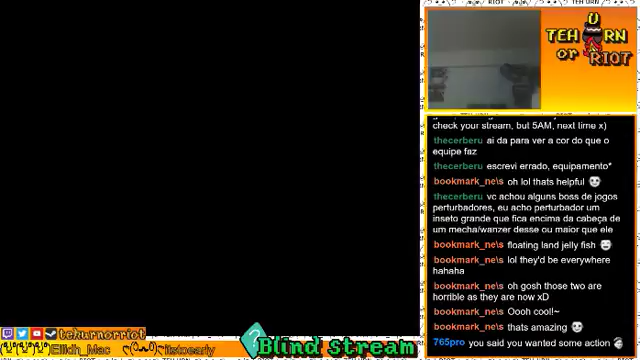 TEH URN
or RIOT
check your stream, but 5AM, next time x)
thecerberu ai da para ver a cor do que o
equipe faz
thecerberu escrevi errado, equipamento*
bookmark_ne\s oh lol thats helpful
thecerberu vc achou alguns boss de jogos
perturbadores, eu acho perturbador um
inseto grande que fica encima da cabeça de
um mecha/wanzer desse ou maior que ele
bookmark_ne\s floating land jelly fish
bookmark_ne\s lol they'd be everywhere
hahaha
bookmark_ne\s oh gosh those two are
horrible as they are now xD
bookmark_ne\s Oooh cool!~
bookmark_ne\s thats amazing
765pro you said you wanted some action
tehurnorriot
Eilich_Mac
itstoearly
Blind Stream